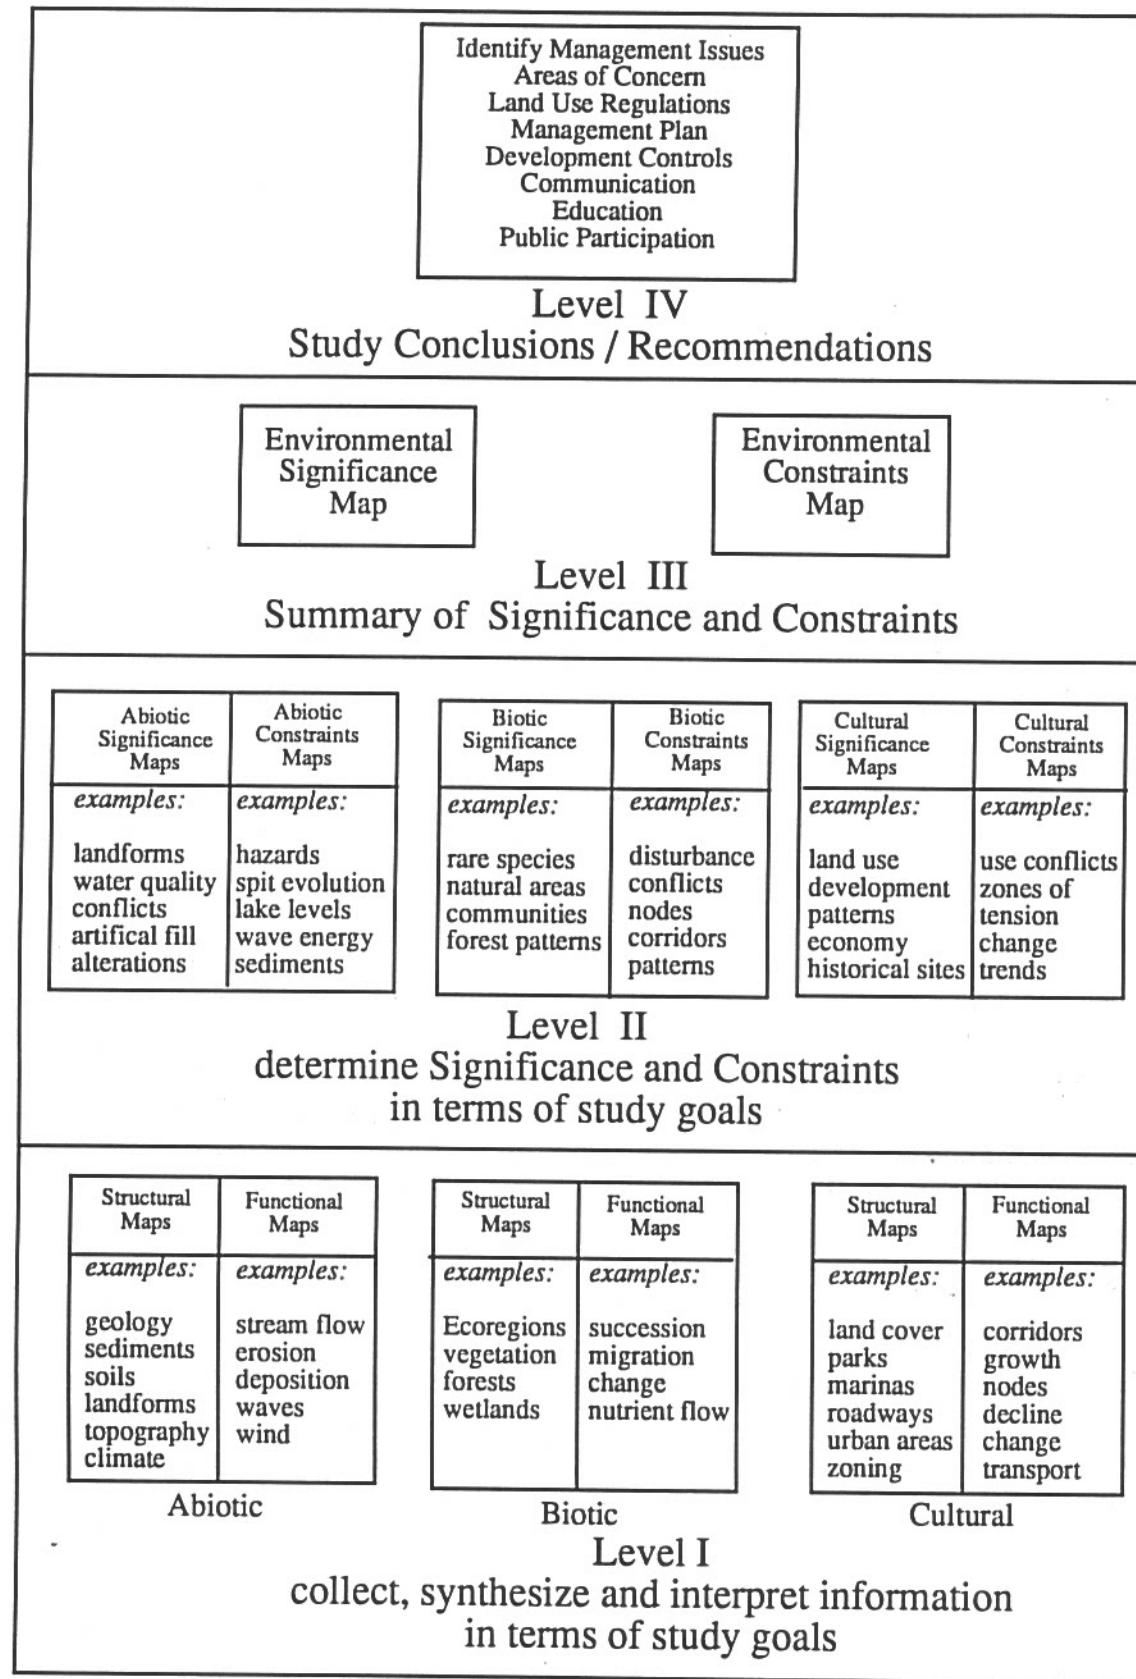 Identify Management Issues
Areas of Concern
Land Use Regulations
Management Plan
Development Controls
Communication
Education
Public Participation
Level IV
Study Conclusions / Recommendations
Environmental
Significance
Map
Environmental
Constraints
Map
Level III
Summary of Significance and Constraints
Abiotic
Significance
Maps
examples:
landforms
water quality
conflicts
artifical fill
alterations
Abiotic
Constraints
Maps
examples:
hazards
spit evolution
lake levels
wave energy
sediments
Biotic
Significance
Maps
examples:
rare species
natural areas
communities
forest patterns
Biotic
Constraints
Maps
examples:
disturbance
conflicts
nodes
corridors
patterns
Cultural
Significance
Maps
examples:
land use
development
patterns
economy
historical sites
Cultural
Constraints
Maps
examples:
use conflicts
zones of
tension
change
trends
Level II
determine Significance and Constraints
in terms of study goals
Structural
Maps
examples:
geology
sediments
soils
landforms
topography
climate
Functional
Maps
examples:
stream flow
erosion
deposition
waves
wind
Abiotic
Structural
Maps
examples:
Ecoregions
vegetation
forests
wetlands
Functional
Maps
examples:
succession
migration
change
nutrient flow
Biotic
Structural
Maps
examples:
land cover
parks
marinas
roadways
urban areas
zoning
Functional
Maps
examples:
corridors
growth
nodes
decline
change
transport
Cultural
Level I
collect, synthesize and interpret information
in terms of study goals